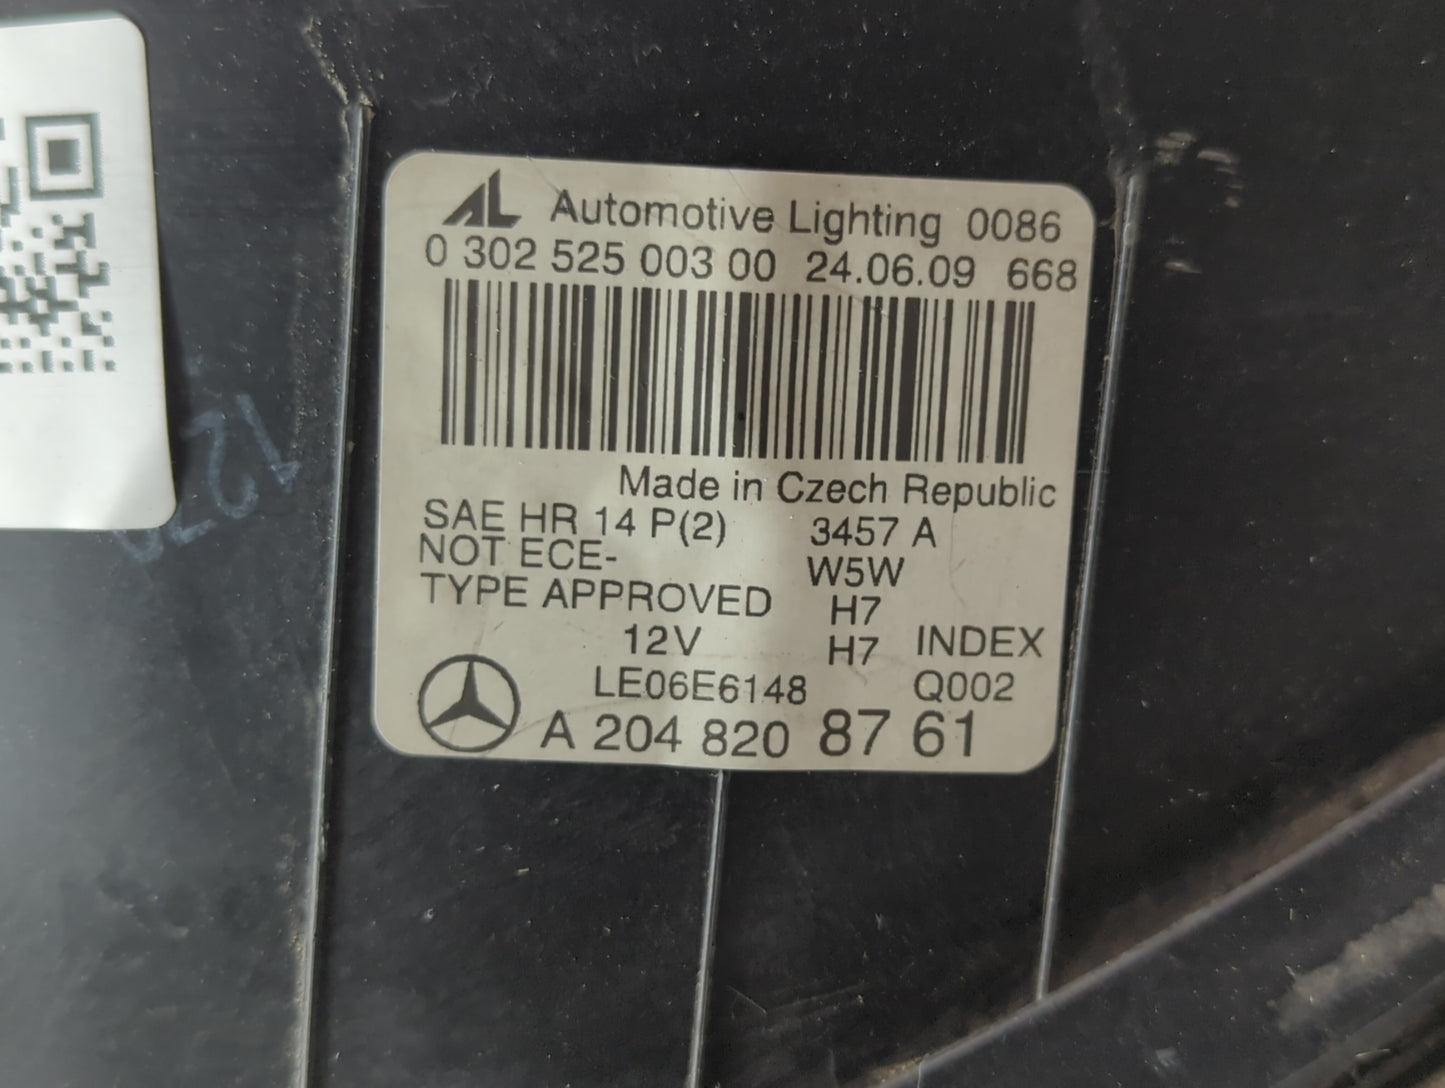 AL Automotive Lighting 0086
0 302 525 003 00 24.06.09 668
Made in Czech Republic
SAE HR 14 P(2) 3457 A
NOT ECE- W5W
TYPE APPROVED H7
12V H7 INDEX
LE06E6148 Q002
A 204 820 87 61